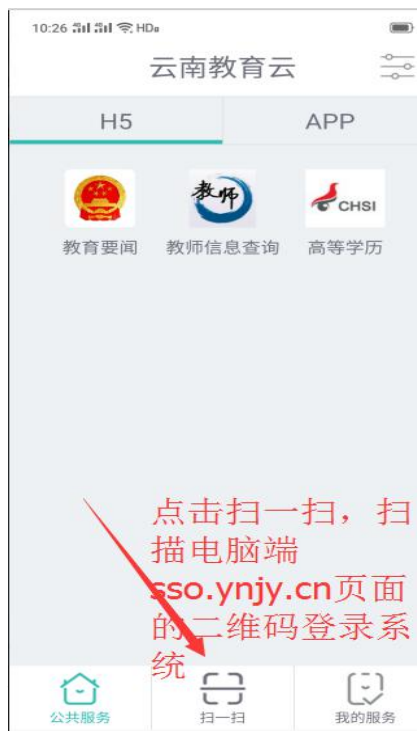 10:26 HD
云南教育云
H5 APP
教师 CHSI
教育要闻 教师信息查询 高等学历
点击扫一扫，扫
描电脑端
sso.ynjy.cn页面
的二维码登录系
统
公共服务 扫一扫 我的服务